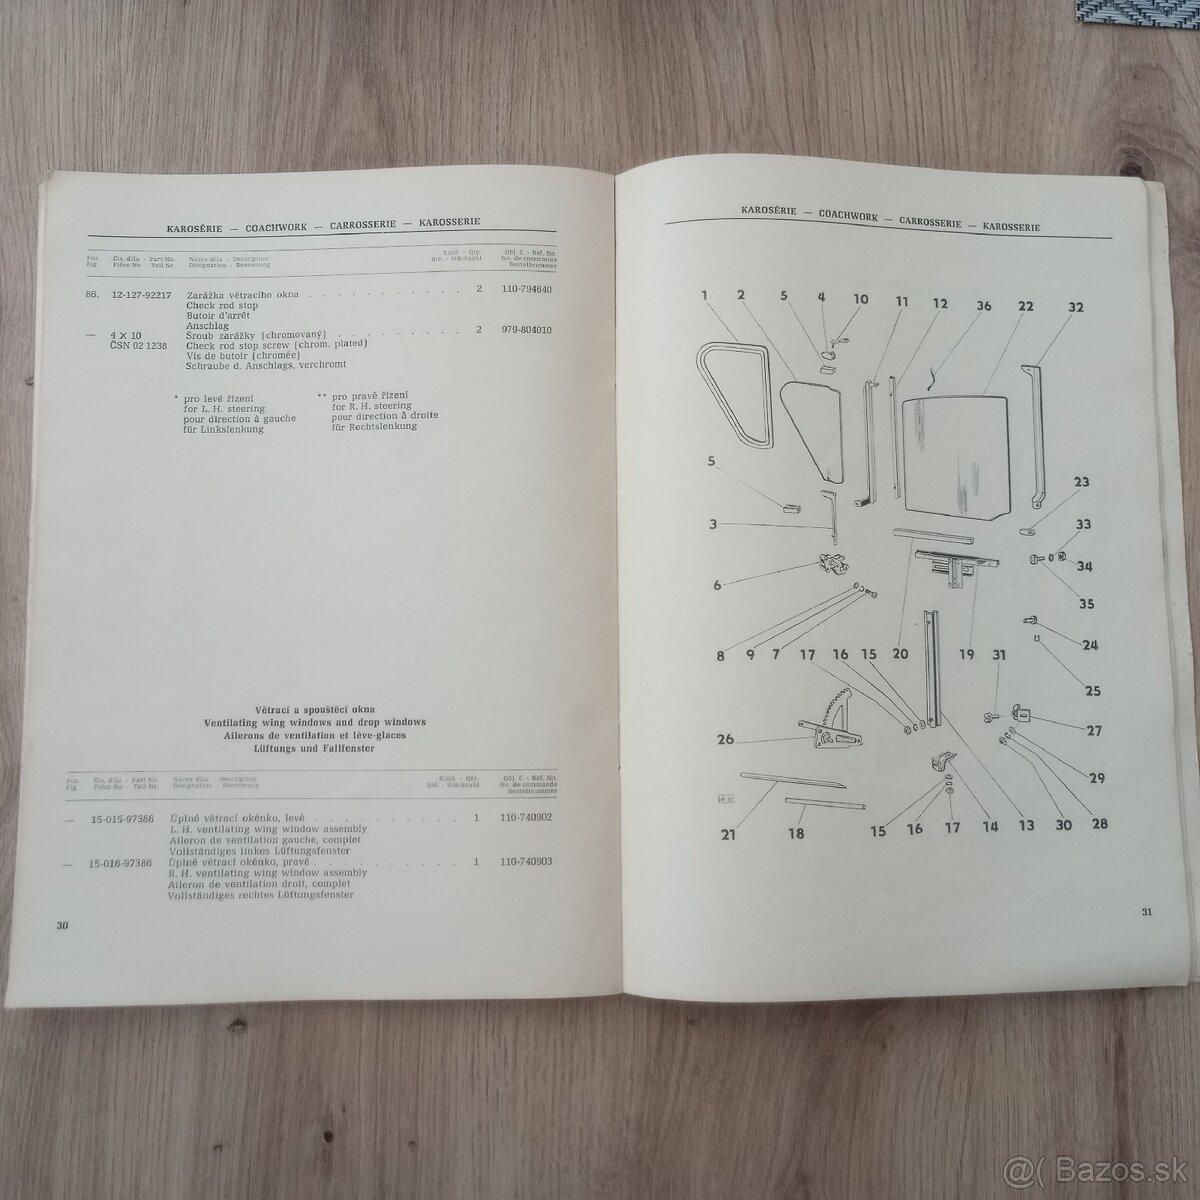 KAROSÉRIE — COACHWORK — CARROSSERIE — KAROSSERIE
Pos. Čís. dílu - Part No. Název dílu - Description Kusů - Qty. Obj. č. - Ref. No.
Fig. Pièce No - Teil Nr. Désignation - Benennung Qté. - Stückzahl No. de commande
Bestellnummer
86. 12-127-92217 Zarážka větracího okna . . . . . . . . . . . 2 110-794640
Check rod stop
Butoir d'arrêt
Anschlag
— 4 X 10 Šroub zarážky (chromovaný) . . . . . . . . 2 979-804010
ČSN 02 1238 Check rod stop screw (chrom. plated)
Vis de butoir (chromée)
Schraube d. Anschlags, verchromt
* pro levé řízení ** pro pravé řízení
for L. H. steering for R. H. steering
pour direction à gauche pour direction à droite
für Linkslenkung für Rechtslenkung
Větrací a spouštěcí okna
Ventilating wing windows and drop windows
Ailerons de ventilation et lève-glaces
Lüftungs und Fallfenster
Pos. Čís. dílu - Part No. Název dílu - Description Kusů - Qty. Obj. č. - Ref. No.
Fig. Pièce No - Teil Nr. Désignation - Benennung Qté. - Stückzahl No. de commande
Bestellnummer
— 15-015-97386 Úplné větrací okénko, levé . . . . . . . . . . 1 110-740902
L. H. ventilating wing window assembly
Aileron de ventilation gauche, complet
Vollständiges linkes Lüftungsfenster
— 15-016-97386 Úplné větrací okénko, pravé . . . . . . . . . . 1 110-740903
R. H. ventilating wing window assembly
Aileron de ventilation droit, complet
Vollständiges rechtes Lüftungsfenster
30
KAROSÉRIE — COACHWORK — CARROSSERIE — KAROSSERIE
1 2 5 4 10 11 12 36 22 32
5
23
3
33
6
34
35
8 9 7 17 16 15 20 19 31
24
25
26
27
29
21 18 15 16 17 14 13 30 28
31
@( Bazos.sk